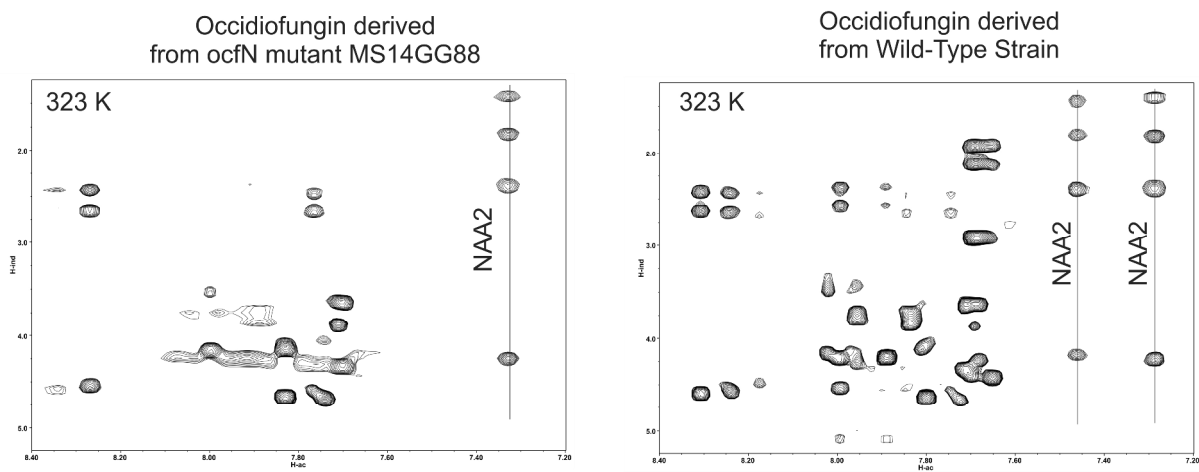 Occidiofungin derived
from ocfN mutant MS14GG88
323 K
NAA2
2.0
3.0
4.0
5.0
H-ind
8.40
8.20
8.00
7.80
7.60
7.40
7.20
H-ac
Occidiofungin derived
from Wild-Type Strain
323 K
NAA2
NAA2
2.0
3.0
4.0
5.0
H-ind
8.40
8.20
8.00
7.80
7.60
7.40
7.20
H-ac